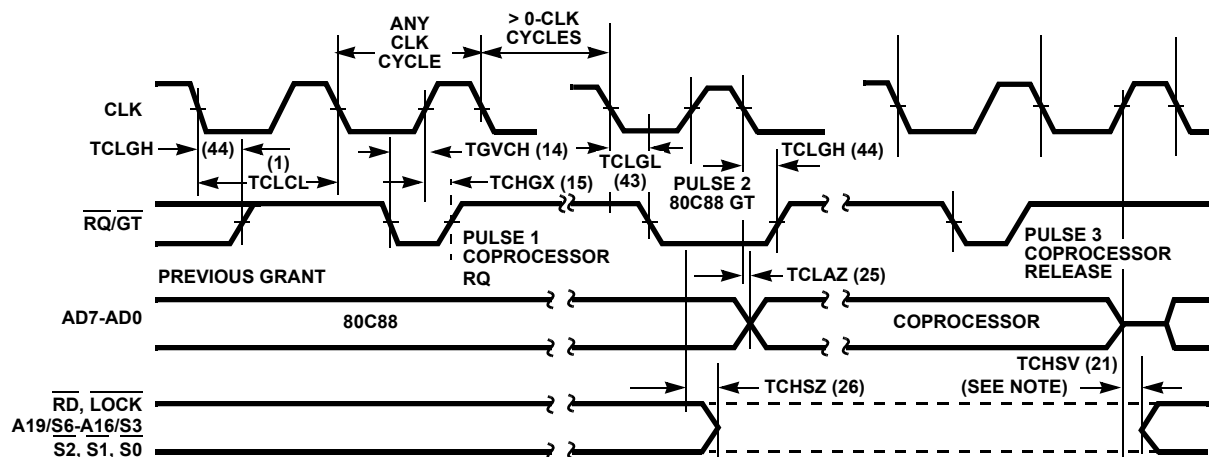 ANY
CLK
CYCLE
> 0-CLK
CYCLES
CLK
TCLGH
(44)
(1)
TCLCL
TGVCH (14)
TCHGX (15)
TCLGL
(43)
PULSE 2
80C88 GT
TCLGH (44)
RQ/GT
PREVIOUS GRANT
PULSE 1
COPROCESSOR
RQ
PULSE 3
COPROCESSOR
RELEASE
TCLAZ (25)
AD7-AD0
80C88
COPROCESSOR
TCHSV (21)
(SEE NOTE)
TCHSZ (26)
RD, LOCK
A19/S6-A16/S3
S2, S1, S0